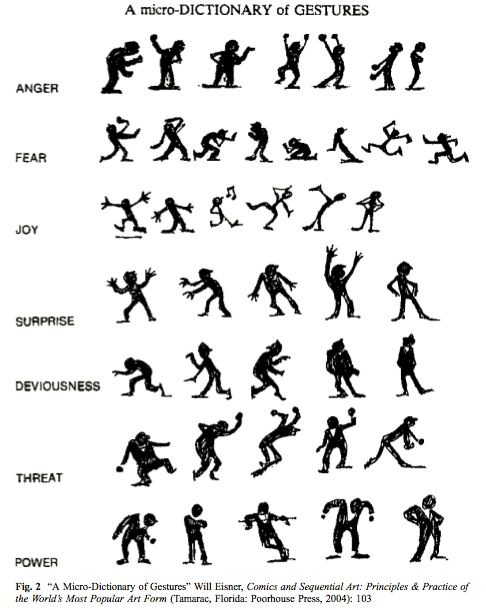 A micro-DICTIONARY of GESTURES
ANGER
FEAR
JOY
SURPRISE
DEVIOUSNESS
THREAT
POWER
Fig. 2 “A Micro-Dictionary of Gestures” Will Eisner, Comics and Sequential Art: Principles & Practice of
the World’s Most Popular Art Form (Tamarac, Florida: Poorhouse Press, 2004): 103